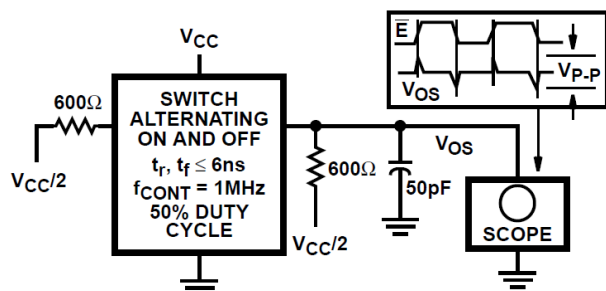 E
V_OS
V_P-P
V_CC
600Ω
V_CC/2
SWITCH
ALTERNATING
ON AND OFF
t_r, t_f ≤ 6ns
f_CONT = 1MHz
50% DUTY
CYCLE
600Ω
V_CC/2
50pF
V_OS
SCOPE